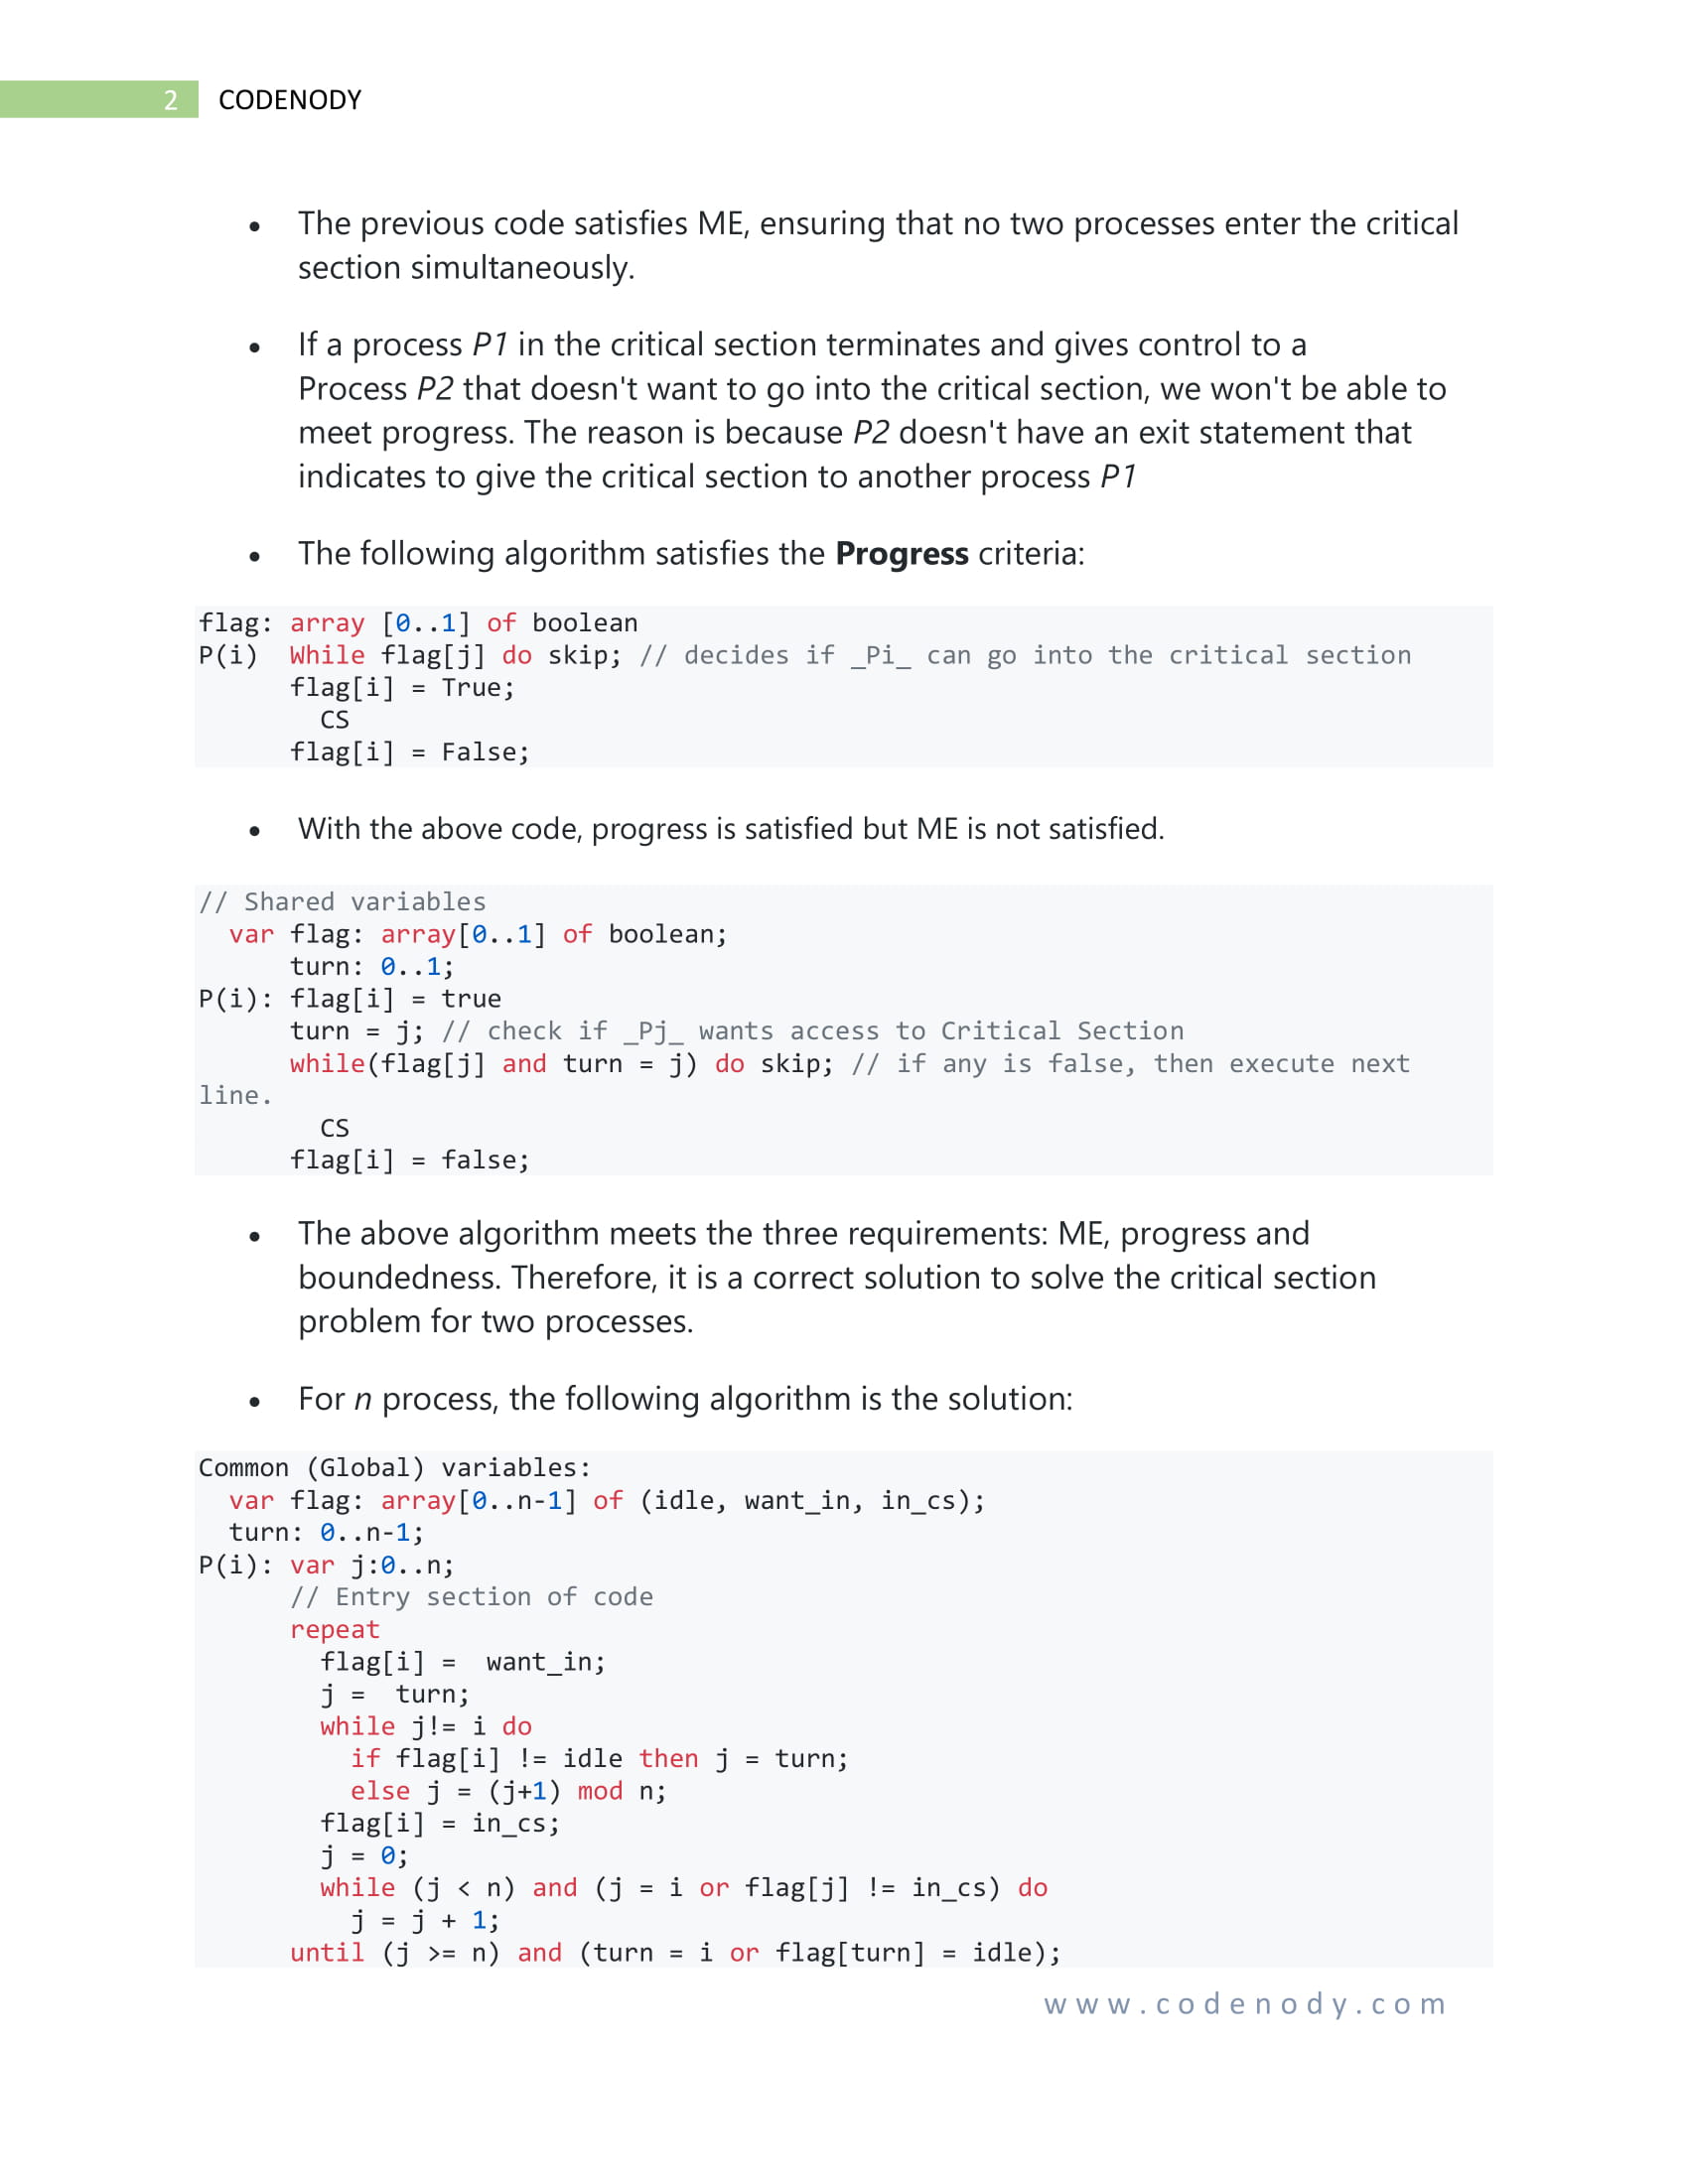 2 CODENODY
• The previous code satisfies ME, ensuring that no two processes enter the critical
section simultaneously.
• If a process P1 in the critical section terminates and gives control to a
Process P2 that doesn't want to go into the critical section, we won't be able to
meet progress. The reason is because P2 doesn't have an exit statement that
indicates to give the critical section to another process P1
• The following algorithm satisfies the Progress criteria:
flag: array [0..1] of boolean
P(i)  While flag[j] do skip; // decides if _Pi_ can go into the critical section
      flag[i] = True;
        CS
      flag[i] = False;
• With the above code, progress is satisfied but ME is not satisfied.
// Shared variables
  var flag: array[0..1] of boolean;
      turn: 0..1;
P(i): flag[i] = true
      turn = j; // check if _Pj_ wants access to Critical Section
      while(flag[j] and turn = j) do skip; // if any is false, then execute next
line.
        CS
      flag[i] = false;
• The above algorithm meets the three requirements: ME, progress and
boundedness. Therefore, it is a correct solution to solve the critical section
problem for two processes.
• For n process, the following algorithm is the solution:
Common (Global) variables:
  var flag: array[0..n-1] of (idle, want_in, in_cs);
  turn: 0..n-1;
P(i): var j:0..n;
      // Entry section of code
      repeat
        flag[i] =  want_in;
        j =  turn;
        while j!= i do
          if flag[i] != idle then j = turn;
          else j = (j+1) mod n;
        flag[i] = in_cs;
        j = 0;
        while (j < n) and (j = i or flag[j] != in_cs) do
          j = j + 1;
      until (j >= n) and (turn = i or flag[turn] = idle);
www.codenody.com